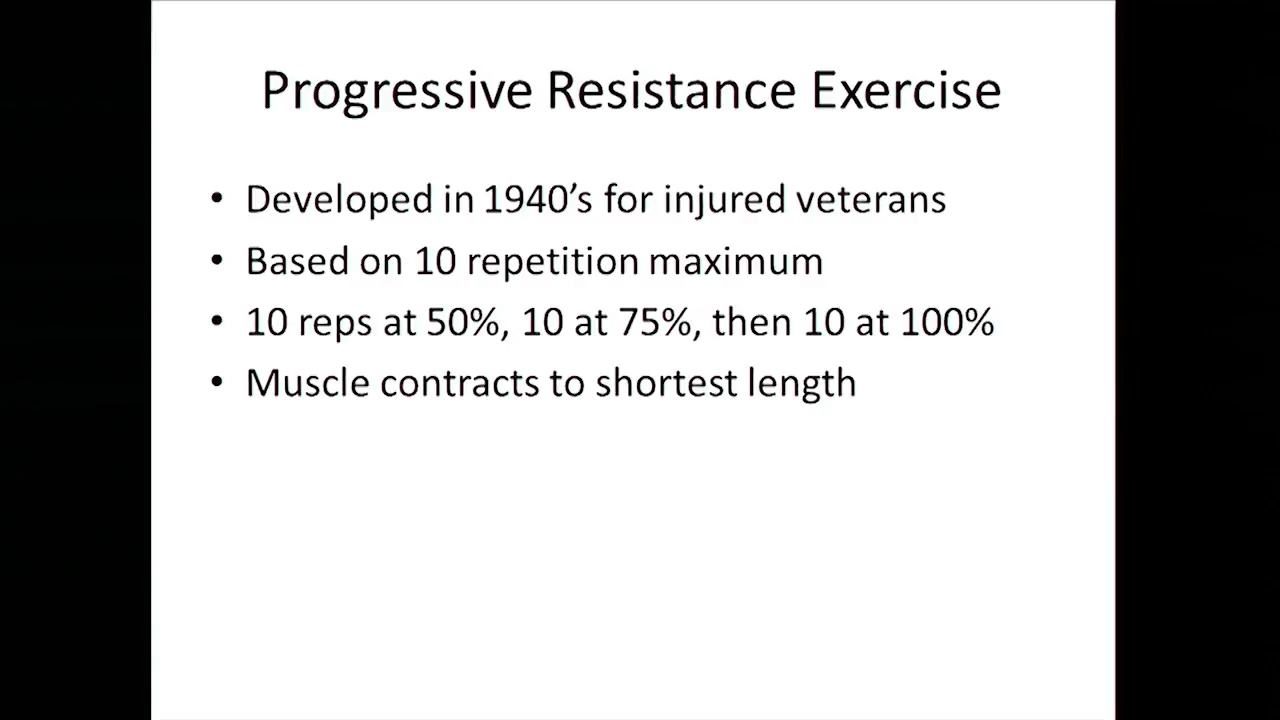 Progressive Resistance Exercise
• Developed in 1940’s for injured veterans
• Based on 10 repetition maximum
• 10 reps at 50%, 10 at 75%, then 10 at 100%
• Muscle contracts to shortest length